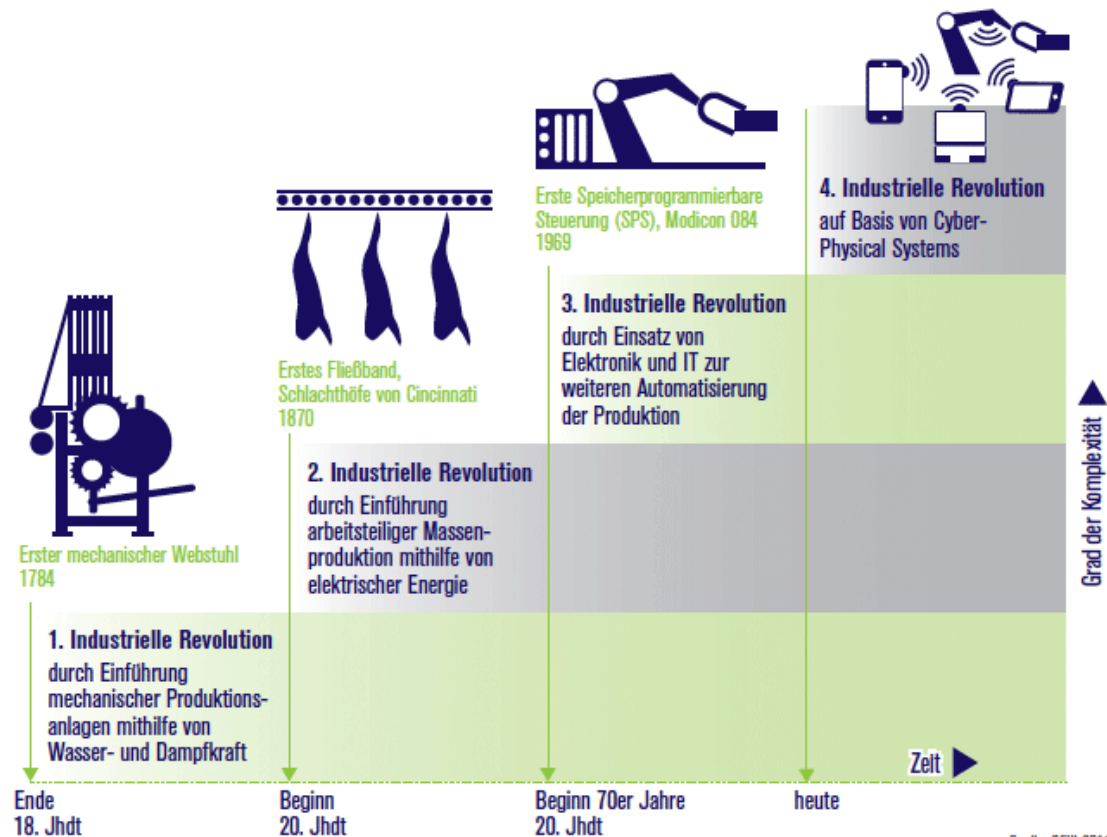 4. Industrielle Revolution
auf Basis von Cyber-
Physical Systems
Erste Speicherprogrammierbare
Steuerung (SPS), Modicon 084
1969
3. Industrielle Revolution
durch Einsatz von
Elektronik und IT zur
weiteren Automatisierung
der Produktion
Erstes Fließband,
Schlachthöfe von Cincinnati
1870
2. Industrielle Revolution
durch Einführung
arbeitsteiliger Massen-
produktion mithilfe von
elektrischer Energie
Erster mechanischer Webstuhl
1784
1. Industrielle Revolution
durch Einführung
mechanischer Produktions-
anlagen mithilfe von
Wasser- und Dampfkraft
Grad der Komplexität
Zeit
Ende
18. Jhdt
Beginn
20. Jhdt
Beginn 70er Jahre
20. Jhdt
heute